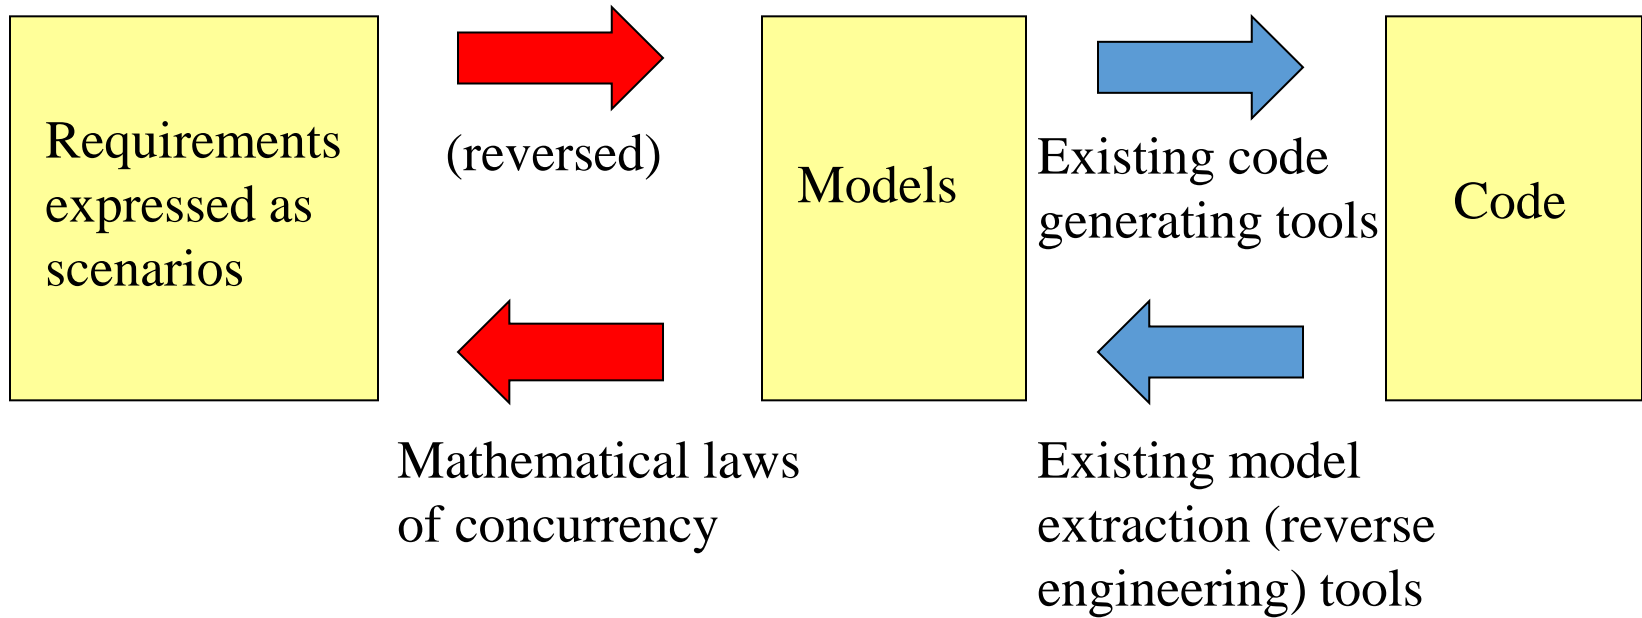 Requirements
expressed as
scenarios
(reversed)
Models
Existing code
generating tools
Code
Mathematical laws
of concurrency
Existing model
extraction (reverse
engineering) tools